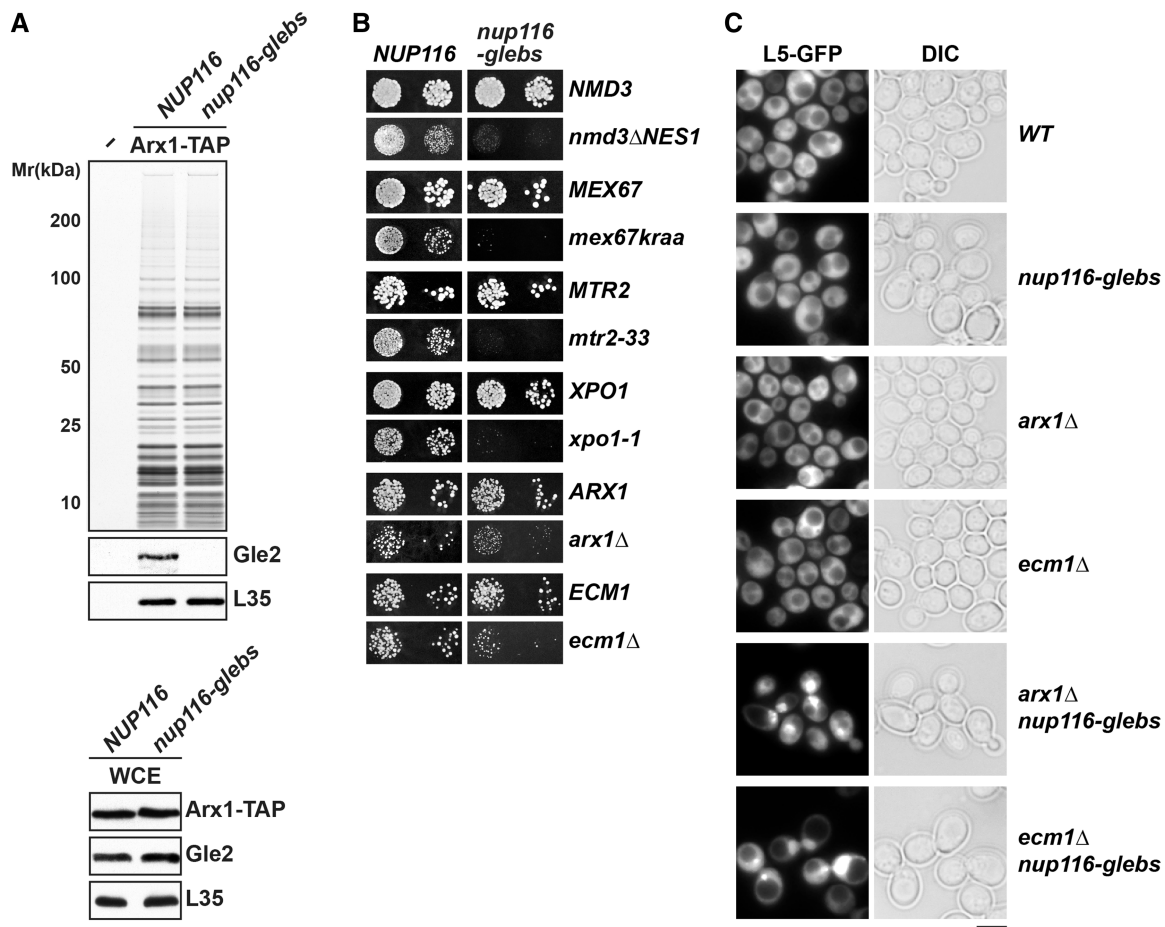 A
NUP116
nup116-glebs
–
Arx1-TAP
Mr(kDa)
200
100
50
25
10
Gle2
L35
NUP116
nup116-glebs
WCE
Arx1-TAP
Gle2
L35
B
NUP116
nup116
-glebs
NMD3
nmd3ΔNES1
MEX67
mex67kraa
MTR2
mtr2-33
XPO1
xpo1-1
ARX1
arx1Δ
ECM1
ecm1Δ
C
L5-GFP
DIC
WT
nup116-glebs
arx1Δ
ecm1Δ
arx1Δ
nup116-glebs
ecm1Δ
nup116-glebs